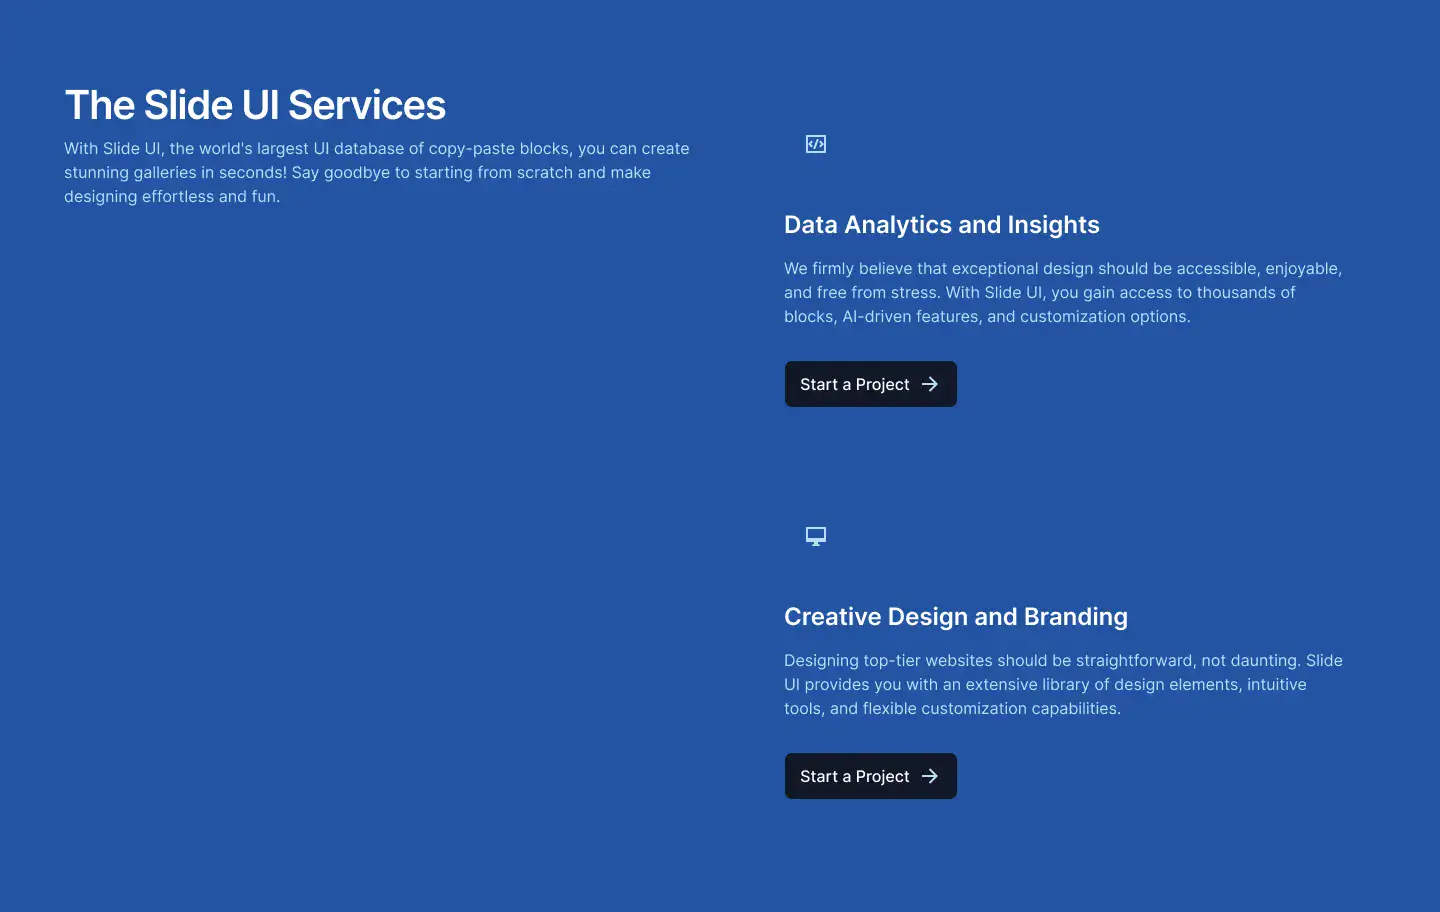 The Slide UI Services
With Slide UI, the world's largest UI database of copy-paste blocks, you can create
stunning galleries in seconds! Say goodbye to starting from scratch and make
designing effortless and fun.
Data Analytics and Insights
We firmly believe that exceptional design should be accessible, enjoyable,
and free from stress. With Slide UI, you gain access to thousands of
blocks, AI-driven features, and customization options.
Start a Project
Creative Design and Branding
Designing top-tier websites should be straightforward, not daunting. Slide
UI provides you with an extensive library of design elements, intuitive
tools, and flexible customization capabilities.
Start a Project